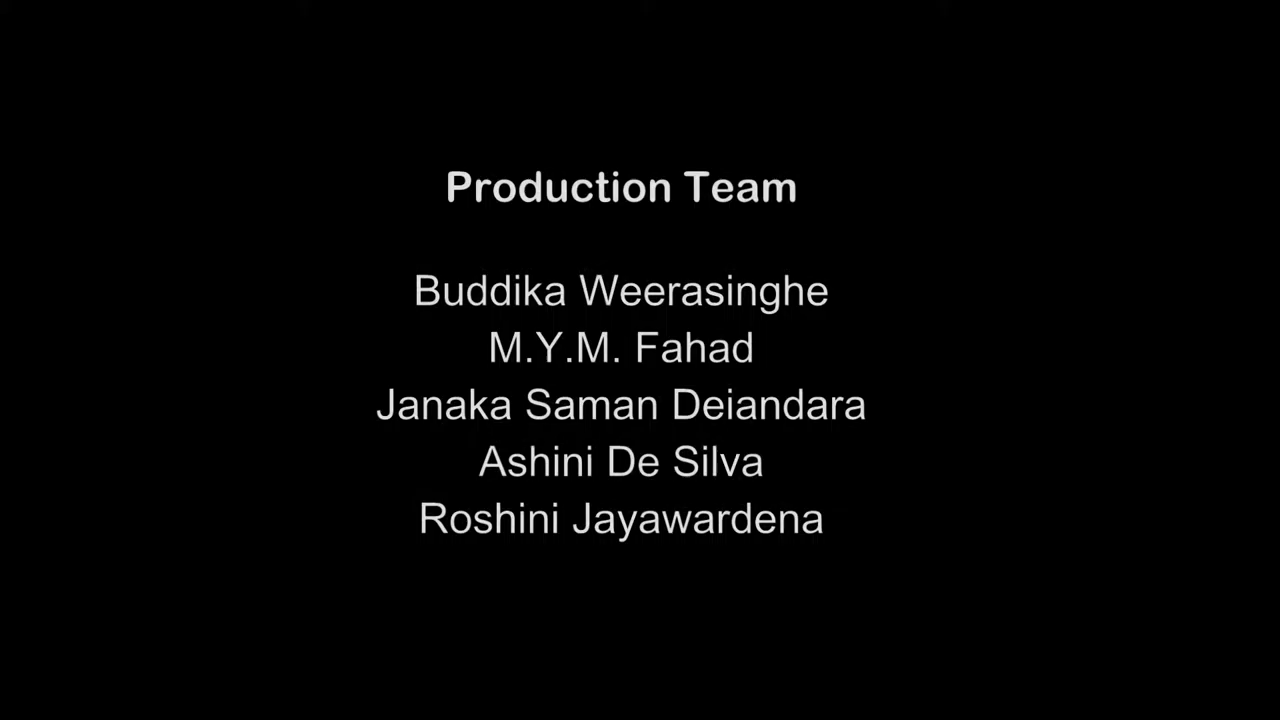 Production Team
Buddika Weerasinghe
M.Y.M. Fahad
Janaka Saman Deiandara
Ashini De Silva
Roshini Jayawardena